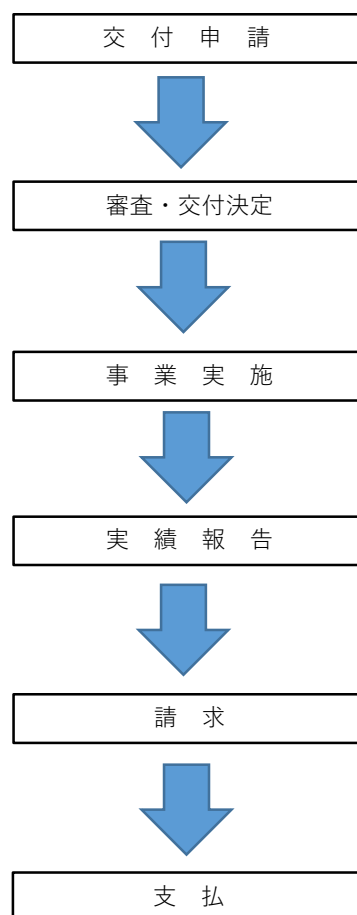 交 付 申 請
審査・交付決定
事 業 実 施
実 績 報 告
請 求
支 払